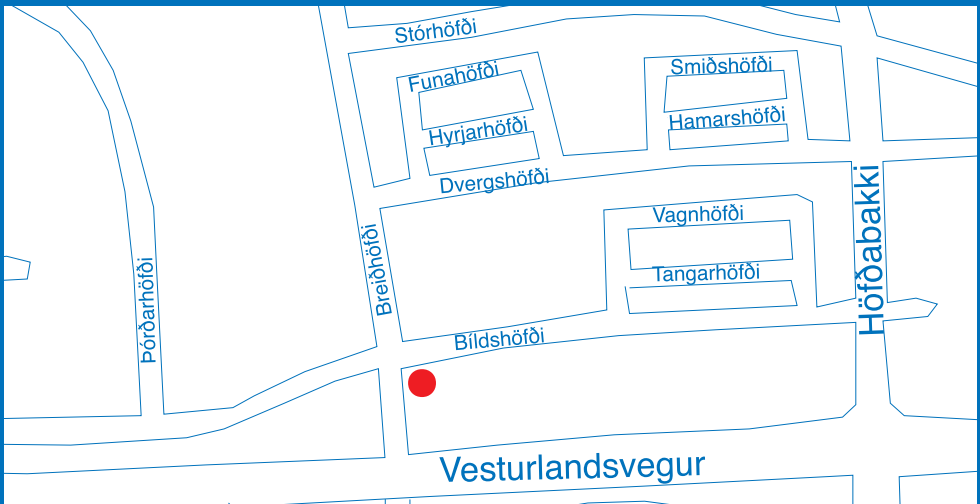 Stórhöfði
Funahöfði
Smiðshöfði
Hyrjarhöfði
Hamarshöfði
Dvergshöfði
Vagnhöfði
Höfðabakki
Breiðhöfði
Tangarhöfði
Þórðarhöfði
Bíldshöfði
Vesturlandsvegur